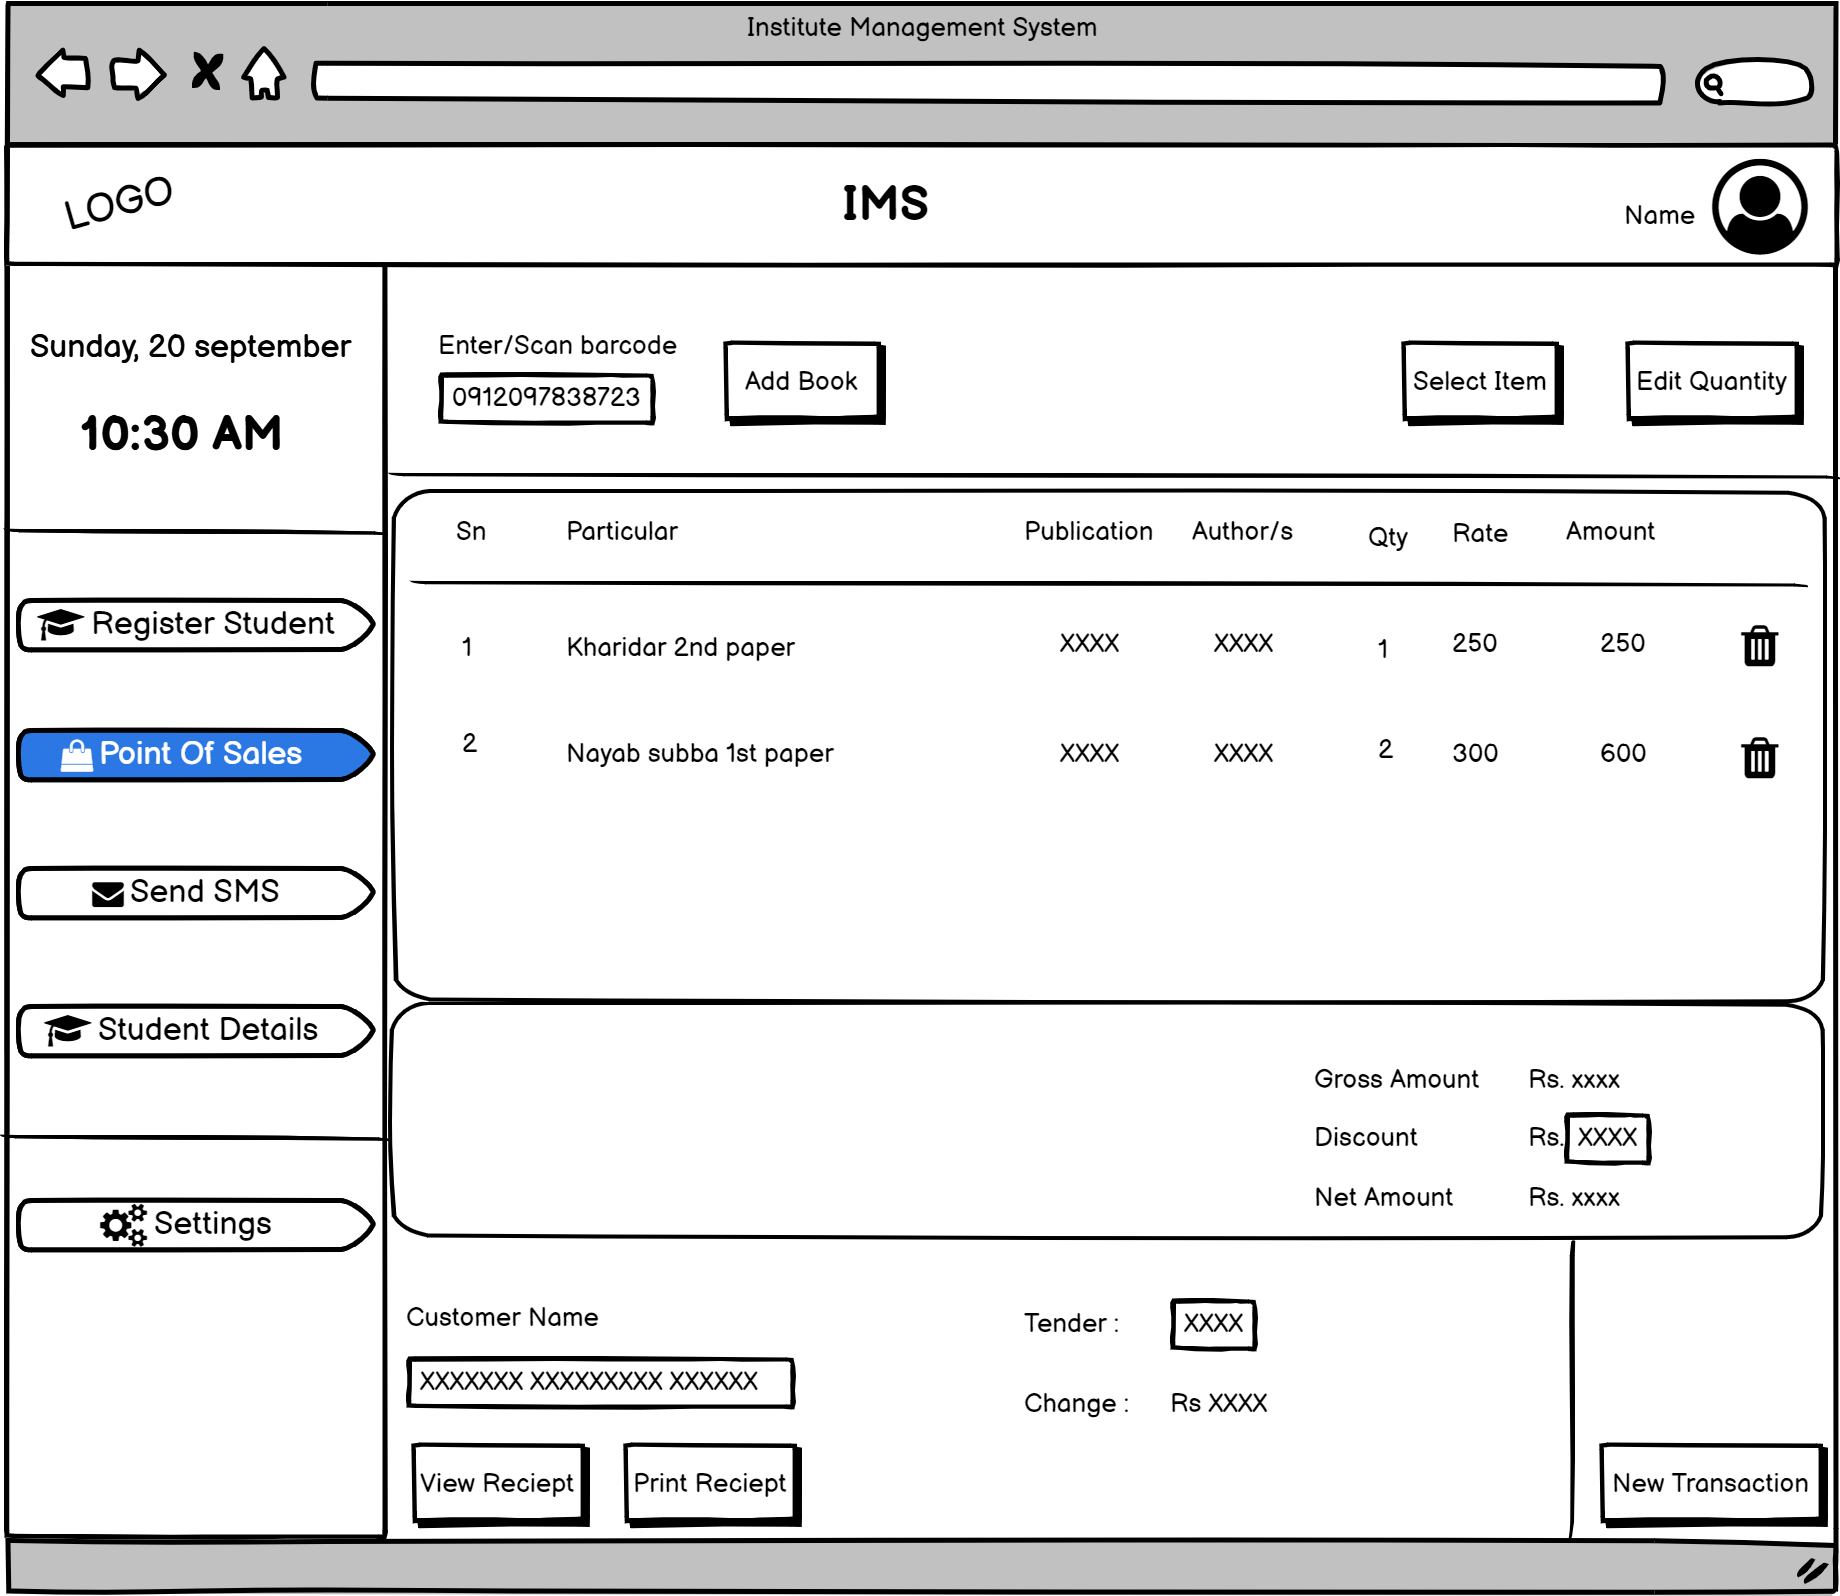 Institute Management System
LOGO
IMS
Name
Sunday, 20 september
10:30 AM
Register Student
Point Of Sales
Send SMS
Student Details
Settings
Enter/Scan barcode
0912097838723
Add Book
Select Item
Edit Quantity
Sn Particular Publication Author/s Qty Rate Amount
1 Kharidar 2nd paper XXXX XXXX 1 250 250
2 Nayab subba 1st paper XXXX XXXX 2 300 600
Gross Amount Rs. xxxx
Discount Rs. XXXX
Net Amount Rs. xxxx
Customer Name
XXXXXXX XXXXXXXXX XXXXXX
Tender : XXXX
Change : Rs XXXX
View Reciept
Print Reciept
New Transaction